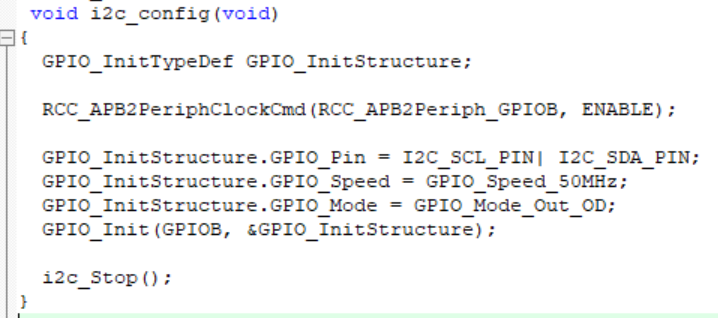 void i2c_config(void)
{
GPIO_InitTypeDef GPIO_InitStructure;
RCC_APB2PeriphClockCmd(RCC_APB2Periph_GPIOB, ENABLE);
GPIO_InitStructure.GPIO_Pin = I2C_SCL_PIN| I2C_SDA_PIN;
GPIO_InitStructure.GPIO_Speed = GPIO_Speed_50MHz;
GPIO_InitStructure.GPIO_Mode = GPIO_Mode_Out_OD;
GPIO_Init(GPIOB, &GPIO_InitStructure);
i2c_Stop();
}